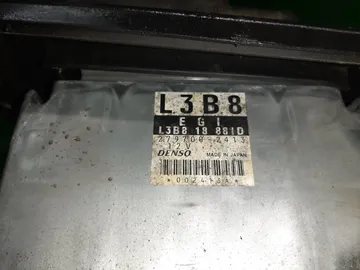 L3B8
EGI
L3B8 18 881D
279700-2413
12V
DENSO MADE IN JAPAN